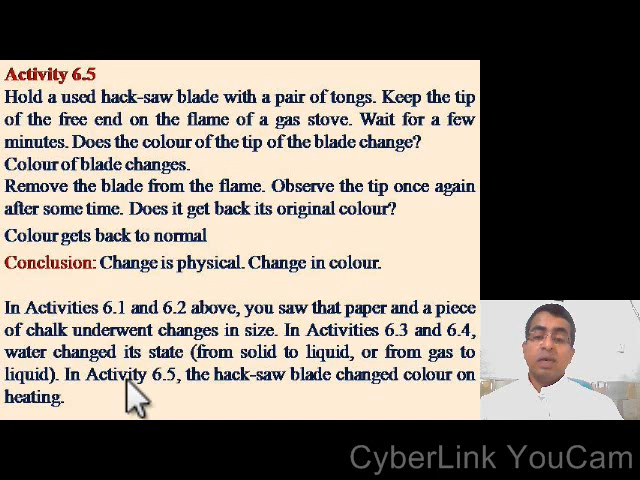 Activity 6.5
Hold a used hack-saw blade with a pair of tongs. Keep the tip
of the free end on the flame of a gas stove. Wait for a few
minutes. Does the colour of the tip of the blade change?
Colour of blade changes.
Remove the blade from the flame. Observe the tip once again
after some time. Does it get back its original colour?
Colour gets back to normal
Conclusion: Change is physical. Change in colour.
In Activities 6.1 and 6.2 above, you saw that paper and a piece
of chalk underwent changes in size. In Activities 6.3 and 6.4,
water changed its state (from solid to liquid, or from gas to
liquid). In Activity 6.5, the hack-saw blade changed colour on
heating.
CyberLink YouCam